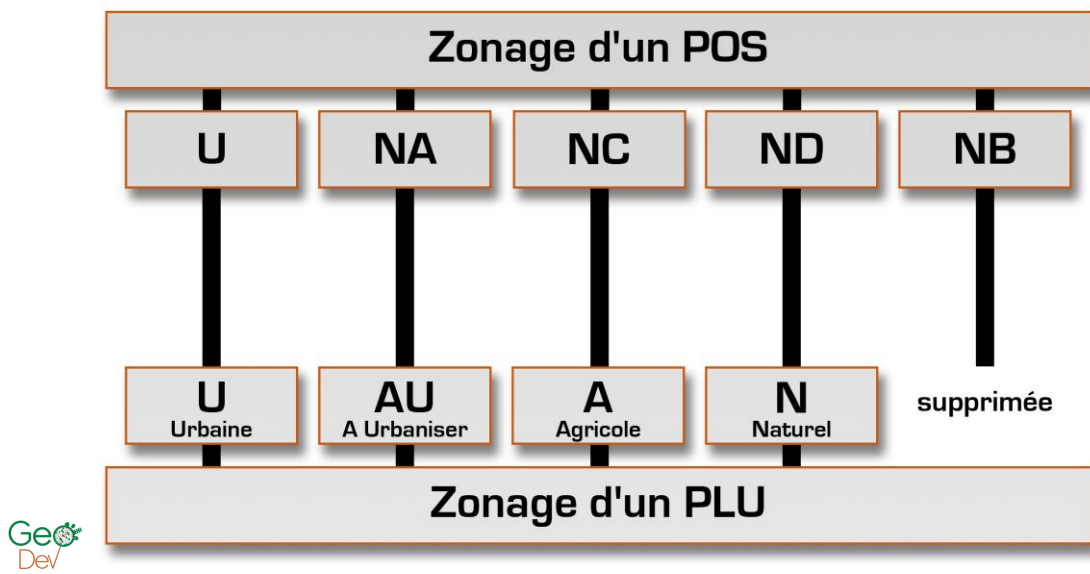 Zonage d'un POS
U
NA
NC
ND
NB
U
Urbaine
AU
A Urbaniser
A
Agricole
N
Naturel
supprimée
Zonage d'un PLU
Geo
Dev